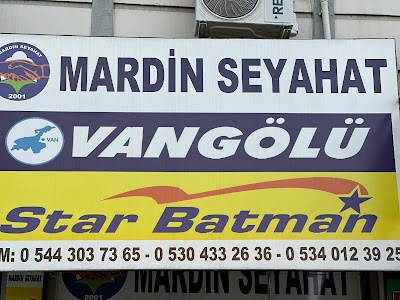 MARDİN SEYAHAT
2001
MARDİN SEYAHAT
VAN
VANGÖLÜ
Star Batman
M: 0 544 303 73 65 - 0 530 433 26 36 - 0 534 012 39 25
MARDİN SEYAHAT